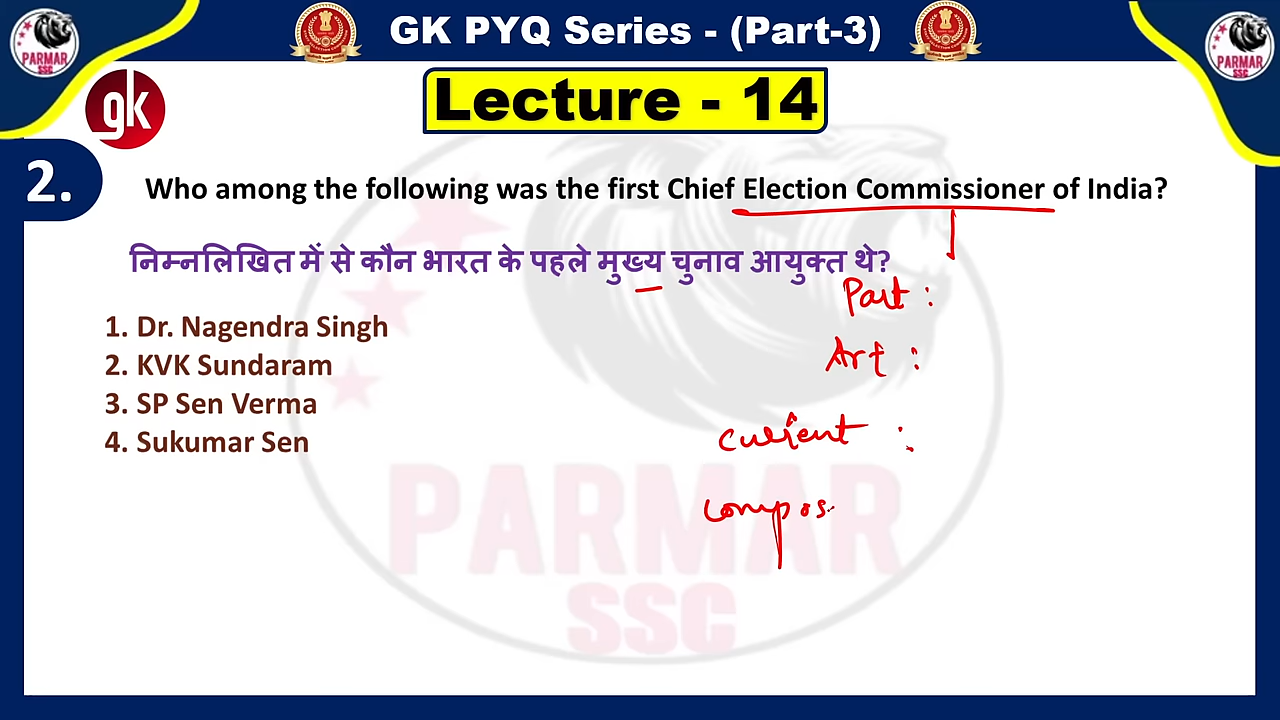 GK PYQ Series - (Part-3)
PARMAR
SSC
PARMAR
SSC
gk
Lecture - 14
2.
Who among the following was the first Chief Election Commissioner of India?
निम्नलिखित में से कौन भारत के पहले मुख्य चुनाव आयुक्त थे?
Part :
1. Dr. Nagendra Singh
Art :
2. KVK Sundaram
3. SP Sen Verma
4. Sukumar Sen
Current :
Compos
PARMAR
SSC